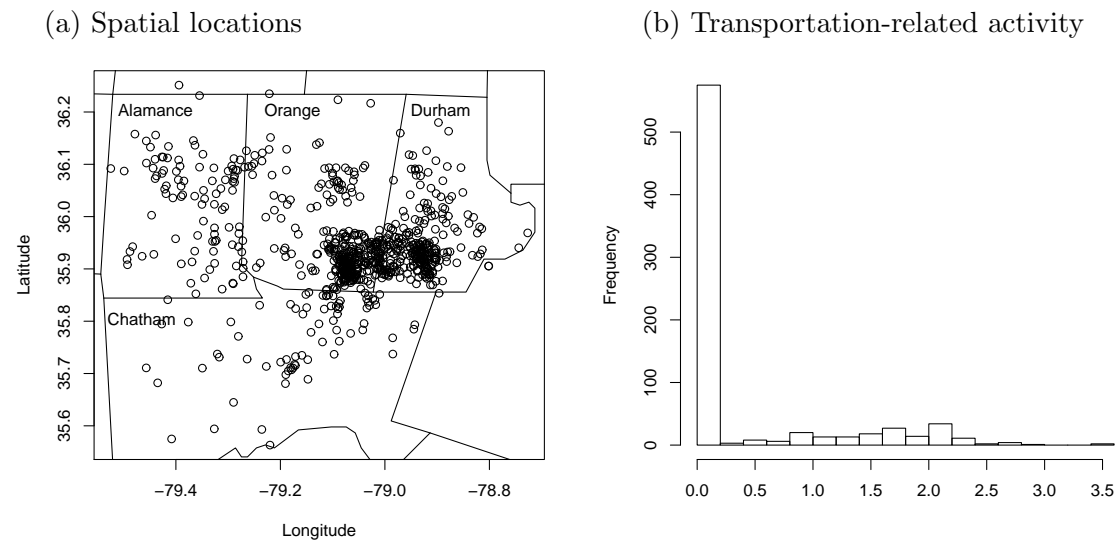 (a) Spatial locations
Alamance
Orange
Durham
Chatham
35.6 35.7 35.8 35.9 36.0 36.1 36.2
Latitude
−79.4 −79.2 −79.0 −78.8
Longitude
(b) Transportation-related activity
0 100 200 300 400 500
Frequency
0.0 0.5 1.0 1.5 2.0 2.5 3.0 3.5